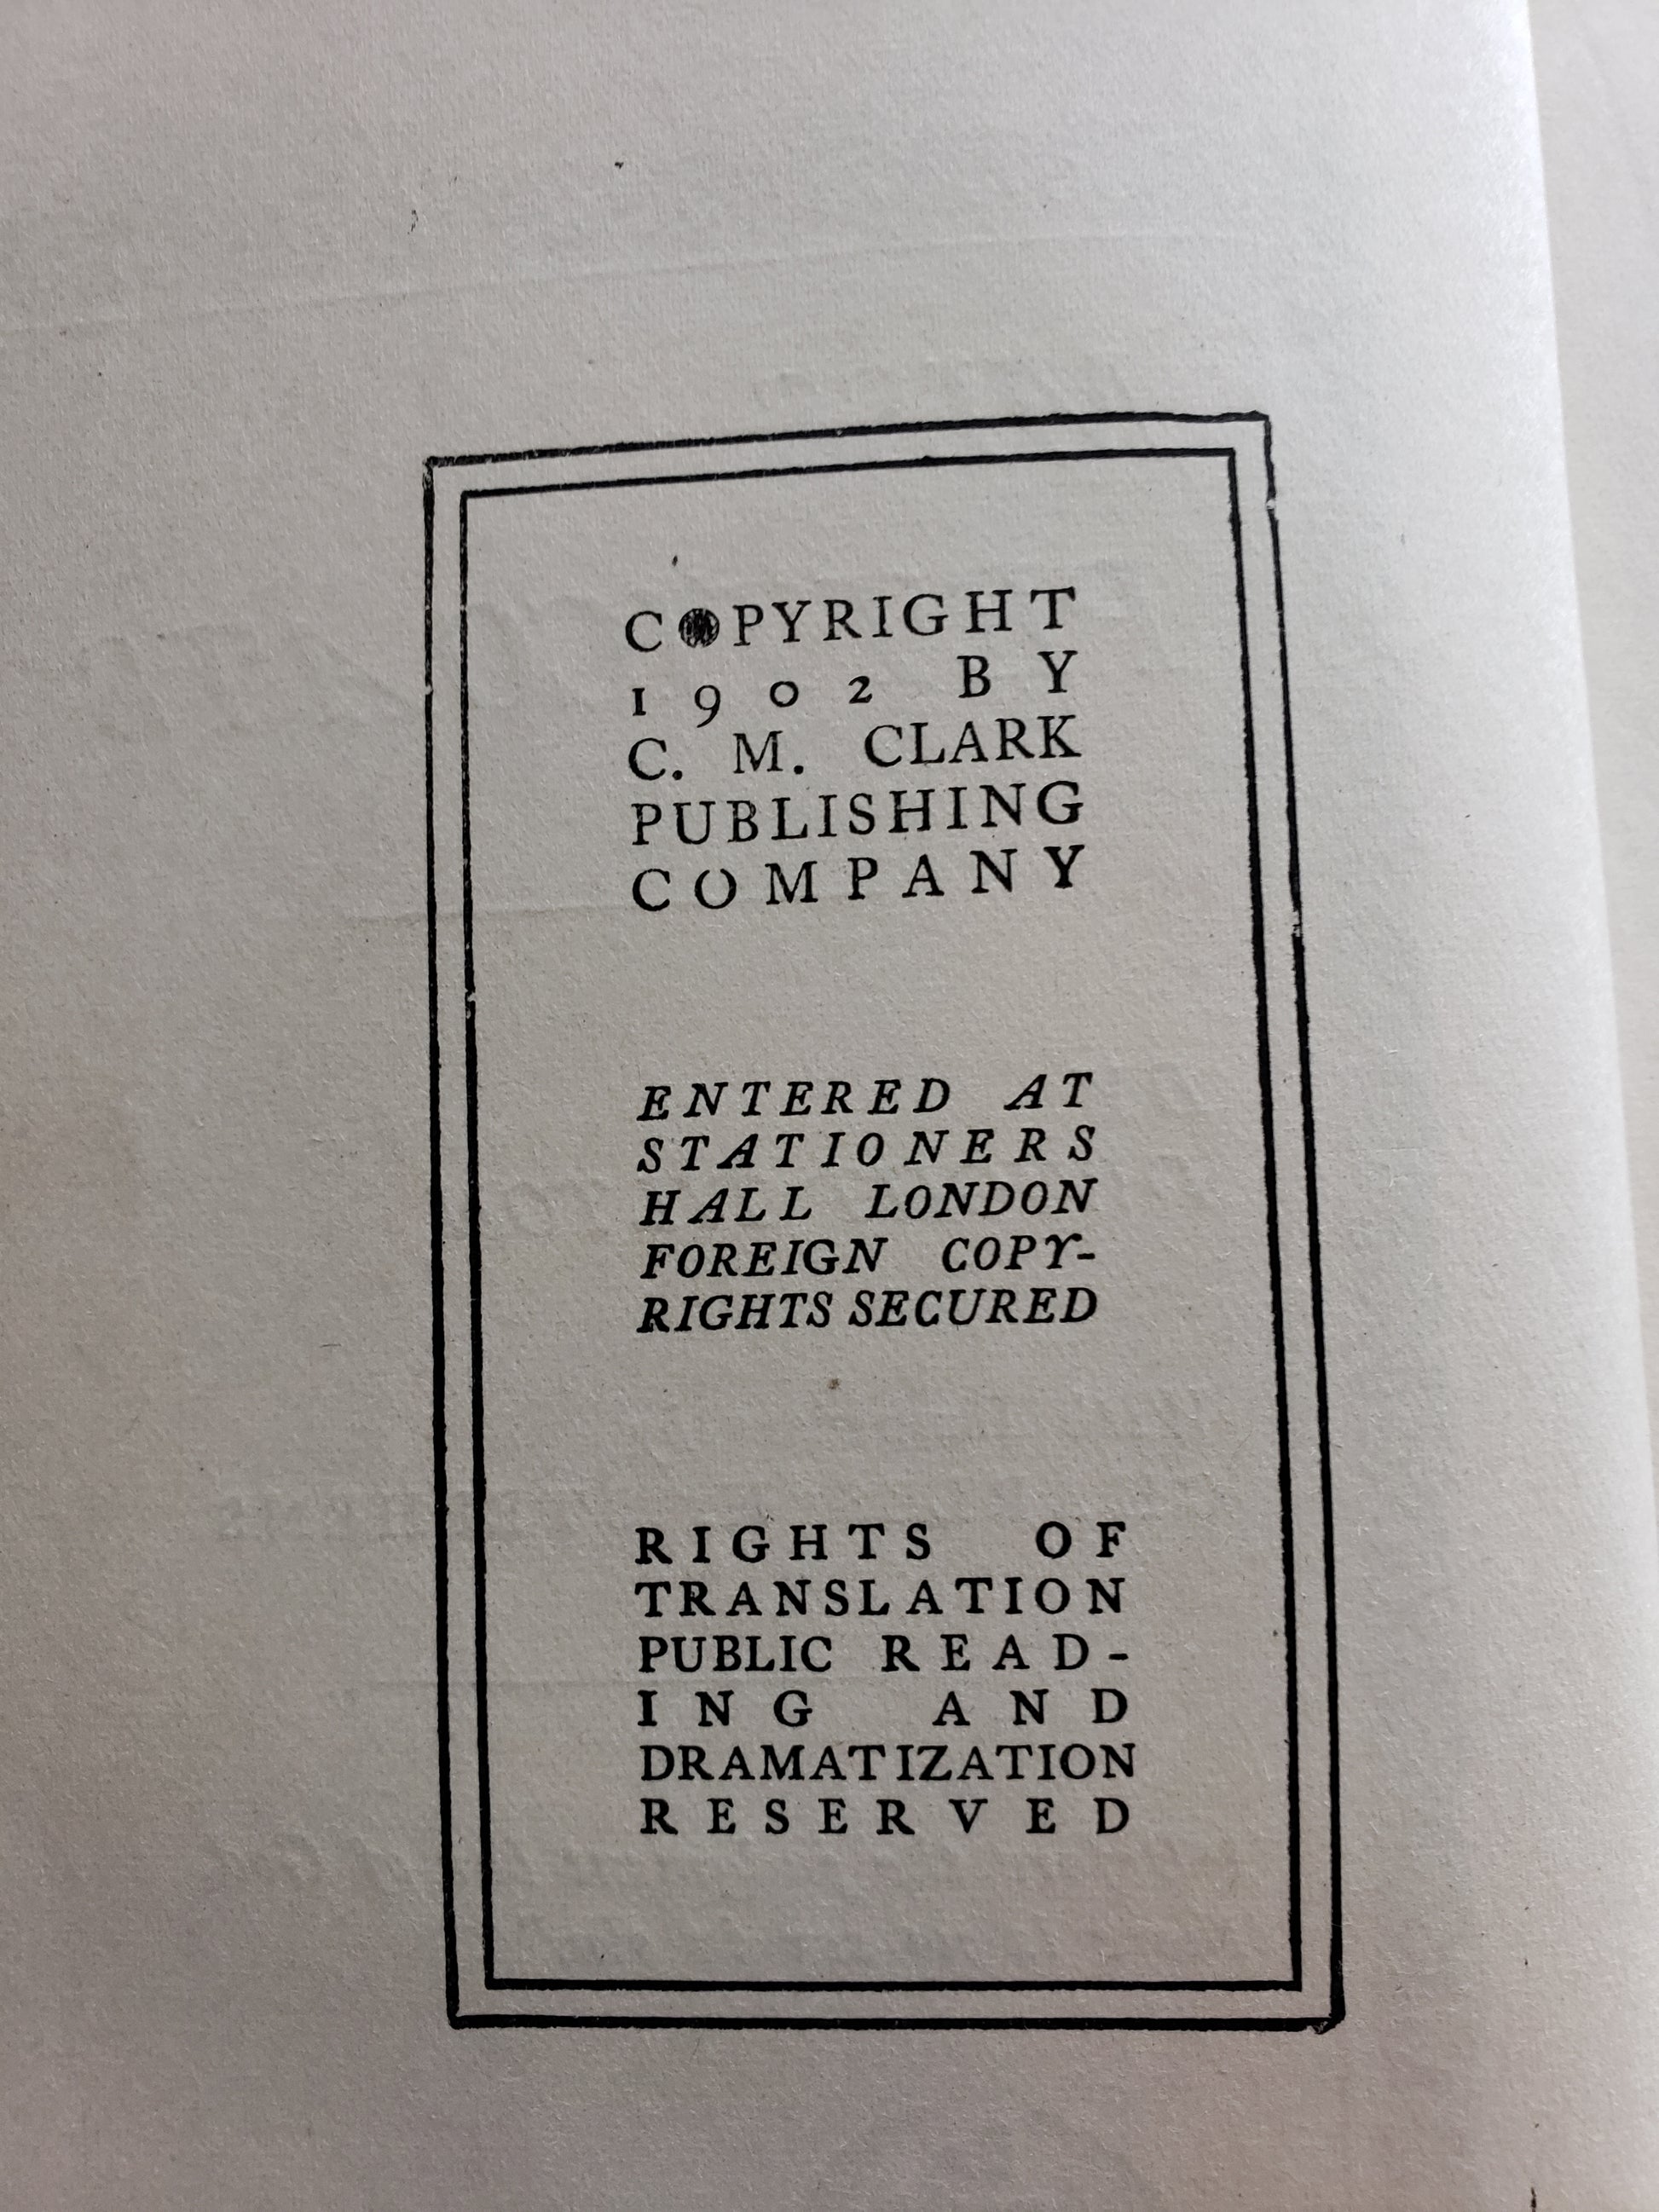 COPYRIGHT
1902 BY
C. M. CLARK
PUBLISHING
COMPANY
ENTERED AT
STATIONERS
HALL LONDON
FOREIGN COPY-
RIGHTS SECURED
RIGHTS OF
TRANSLATION
PUBLIC READ-
ING AND
DRAMATIZATION
RESERVED